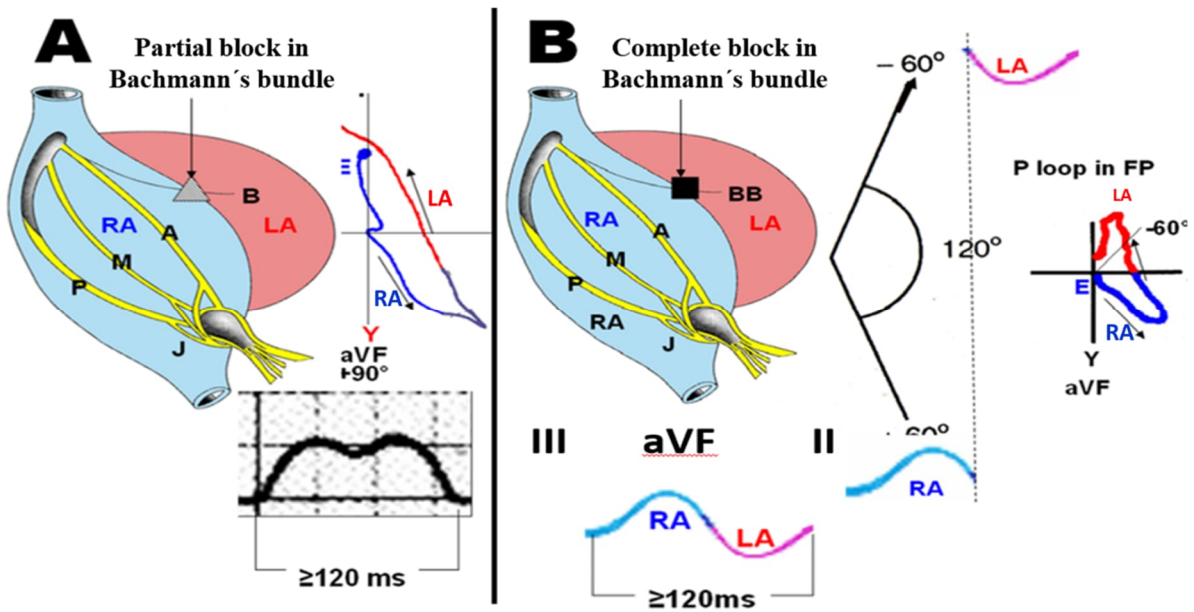 A
Partial block in
Bachmann´s bundle
B
RA
LA
A
M
P
J
LA
RA
Y
aVF
+90°
≥120 ms
B
Complete block in
Bachmann´s bundle
BB
RA
LA
A
M
P
RA
J
– 60°
LA
120°
P loop in FP
LA
-60°
E
RA
Y
aVF
III
aVF
II
RA
LA
RA
≥120ms